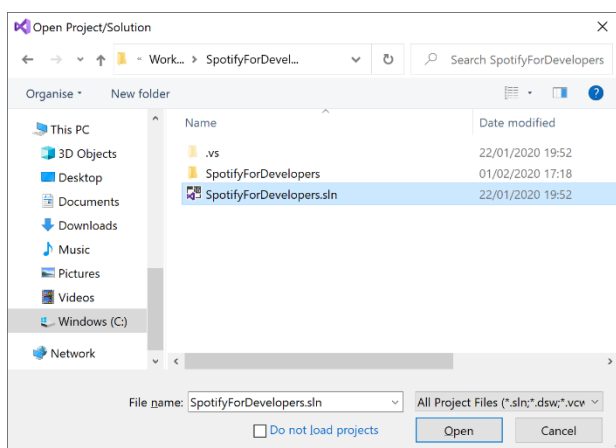 Open Project/Solution
Work... > SpotifyForDevel...
Search SpotifyForDevelopers
Organise
New folder
Name
Date modified
This PC
3D Objects
Desktop
Documents
Downloads
Music
Pictures
Videos
Windows (C:)
Network
.vs
22/01/2020 19:52
SpotifyForDevelopers
01/02/2020 17:18
SpotifyForDevelopers.sln
22/01/2020 19:52
File name: SpotifyForDevelopers.sln
All Project Files (*.sln;*.dsw;*.vcw
Do not load projects
Open
Cancel